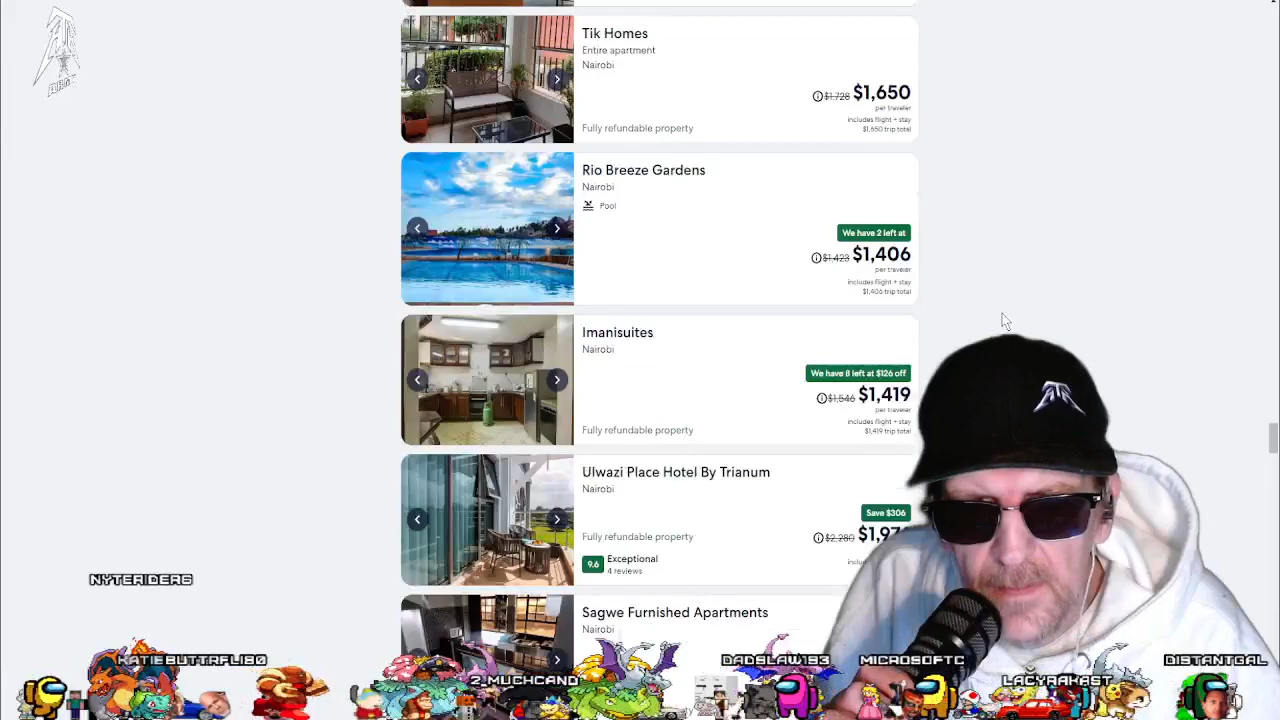 Tik Homes
Entire apartment
Nairobi
$1,728 $1,650
per traveler
includes flight + stay
Fully refundable property
$1,650 trip total
Rio Breeze Gardens
Nairobi
Pool
We have 2 left at
$1,423 $1,406
per traveler
includes flight + stay
$1,406 trip total
Imanisuites
Nairobi
We have 8 left at $126 off
$1,546 $1,419
per traveler
includes flight + stay
Fully refundable property
$1,419 trip total
Ulwazi Place Hotel By Trianum
Nairobi
Save $306
Fully refundable property
$2,280
9.6 Exceptional
4 reviews
Sagwe Furnished Apartments
Nairobi
NYTERIDERS
KATIEBUTTRFLI80
2_MUCHCAND
DADSLAW193
MICROSOFTC
LACYRAKAST
DISTANTGAL